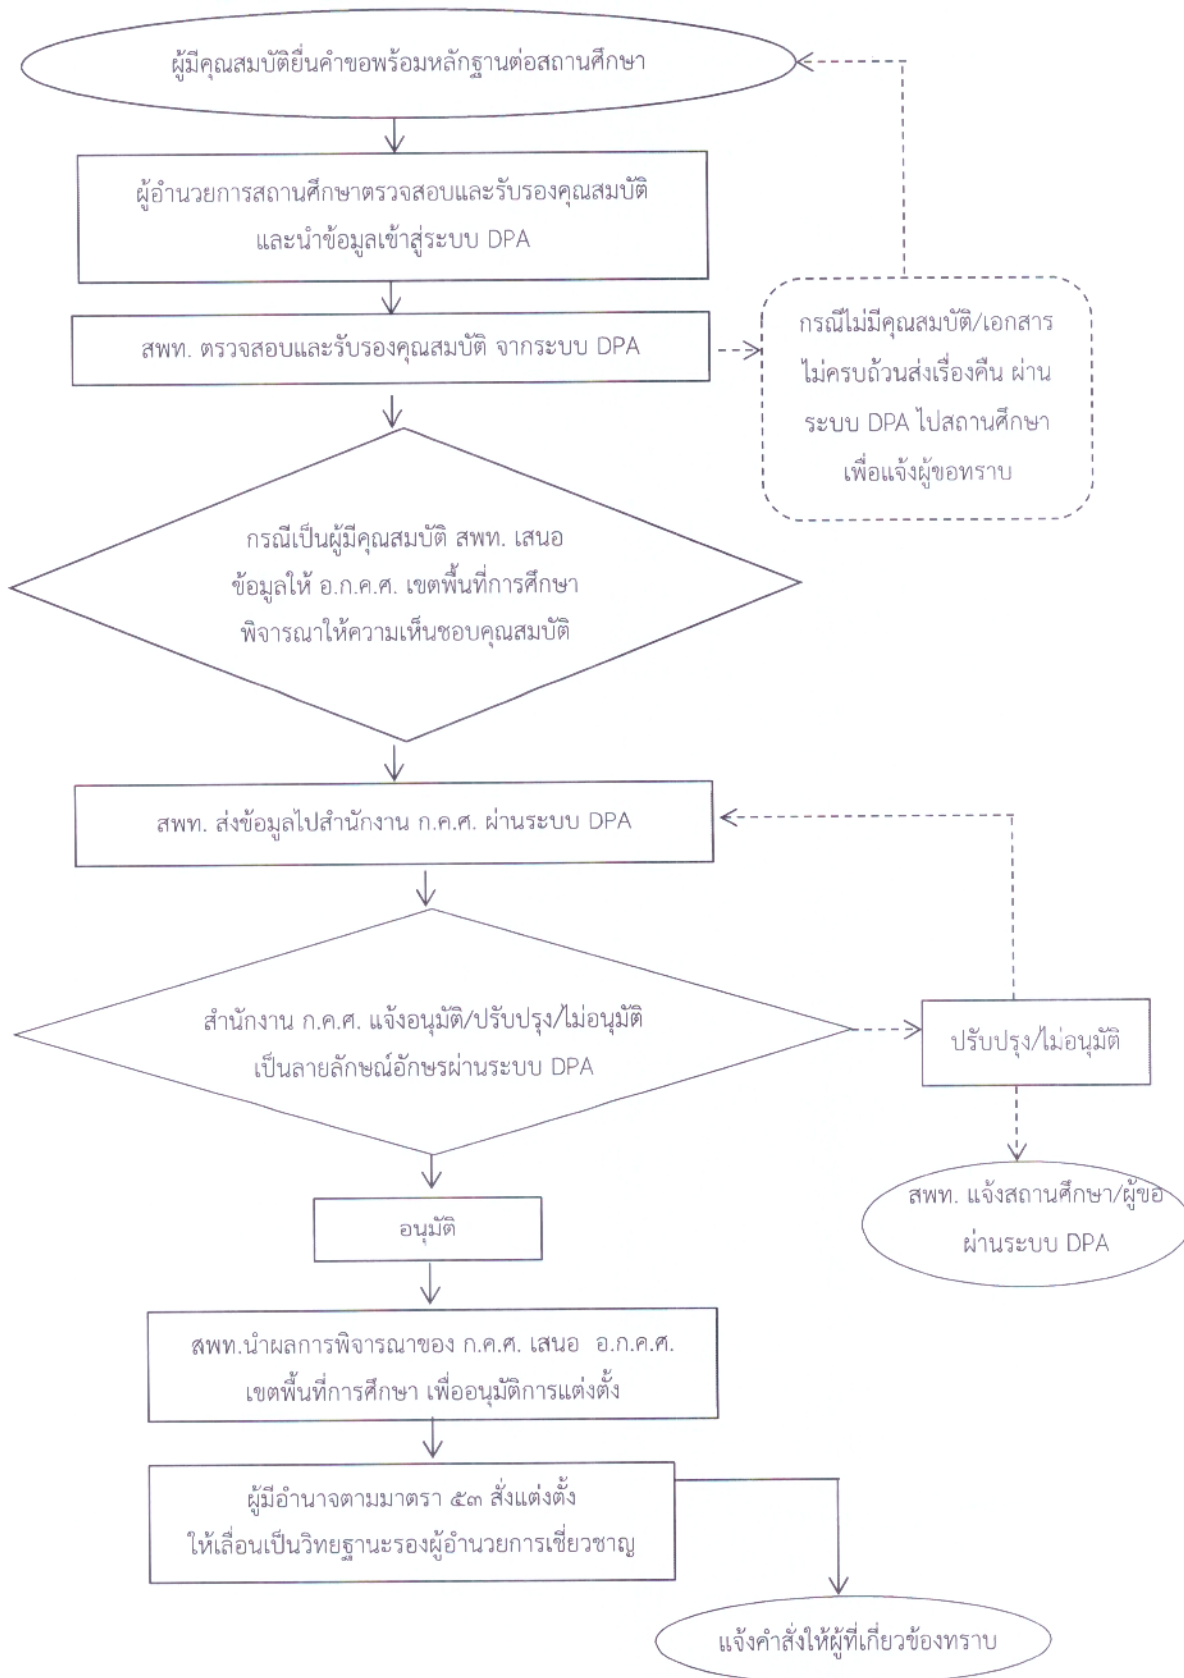 ผู้มีคุณสมบัติยื่นคำขอพร้อมหลักฐานต่อสถานศึกษา
ผู้อำนวยการสถานศึกษาตรวจสอบและรับรองคุณสมบัติ
และนำข้อมูลเข้าสู่ระบบ DPA
สพท. ตรวจสอบและรับรองคุณสมบัติ จากระบบ DPA
กรณีไม่มีคุณสมบัติ/เอกสาร
ไม่ครบถ้วนส่งเรื่องคืน ผ่าน
ระบบ DPA ไปสถานศึกษา
เพื่อแจ้งผู้ขอทราบ
กรณีเป็นผู้มีคุณสมบัติ สพท. เสนอ
ข้อมูลให้ อ.ก.ค.ศ. เขตพื้นที่การศึกษา
พิจารณาให้ความเห็นชอบคุณสมบัติ
สพท. ส่งข้อมูลไปสำนักงาน ก.ค.ศ. ผ่านระบบ DPA
สำนักงาน ก.ค.ศ. แจ้งอนุมัติ/ปรับปรุง/ไม่อนุมัติ
เป็นลายลักษณ์อักษรผ่านระบบ DPA
ปรับปรุง/ไม่อนุมัติ
สพท. แจ้งสถานศึกษา/ผู้ขอ
ผ่านระบบ DPA
อนุมัติ
สพท.นำผลการพิจารณาของ ก.ค.ศ. เสนอ อ.ก.ค.ศ.
เขตพื้นที่การศึกษา เพื่ออนุมัติการแต่งตั้ง
ผู้มีอำนาจตามมาตรา ๕๓ สั่งแต่งตั้ง
ให้เลื่อนเป็นวิทยฐานะรองผู้อำนวยการเชี่ยวชาญ
แจ้งคำสั่งให้ผู้ที่เกี่ยวข้องทราบ